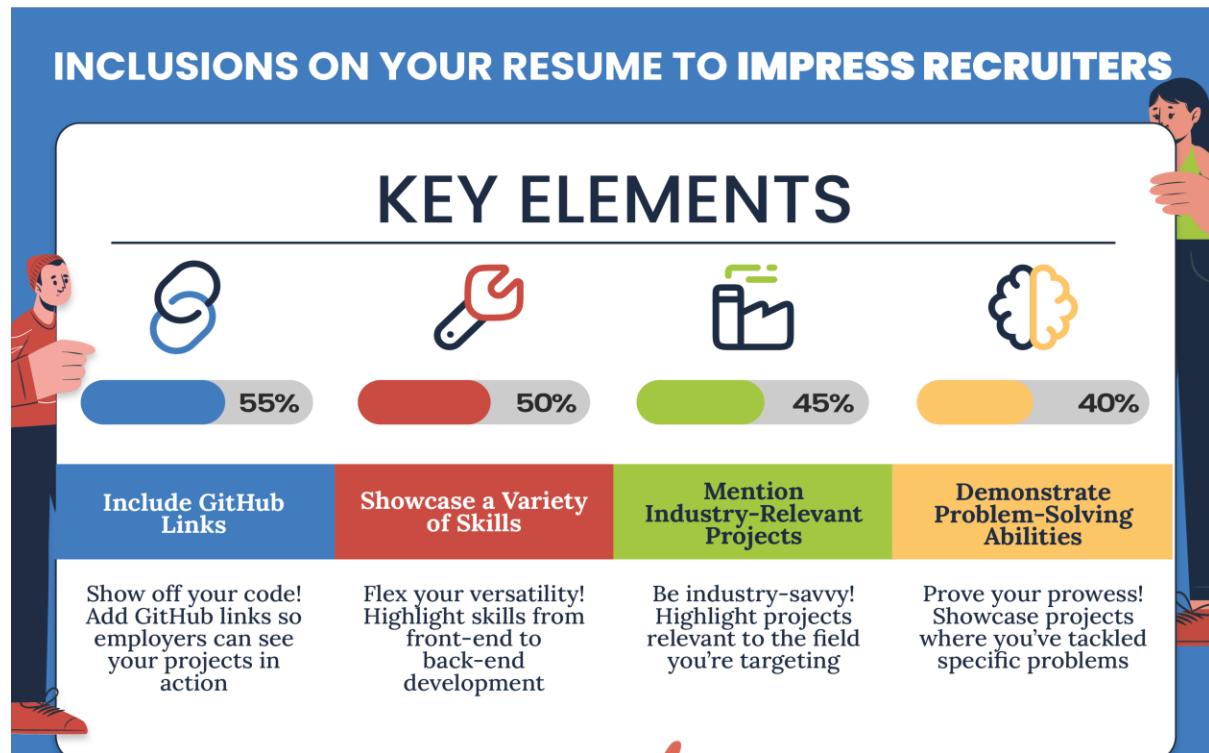 INCLUSIONS ON YOUR RESUME TO IMPRESS RECRUITERS
KEY ELEMENTS
55%
50%
45%
40%
Include GitHub
Links
Showcase a Variety
of Skills
Mention
Industry-Relevant
Projects
Demonstrate
Problem-Solving
Abilities
Show off your code!
Add GitHub links so
employers can see
your projects in
action
Flex your versatility!
Highlight skills from
front-end to
back-end
development
Be industry-savvy!
Highlight projects
relevant to the field
you’re targeting
Prove your prowess!
Showcase projects
where you’ve tackled
specific problems